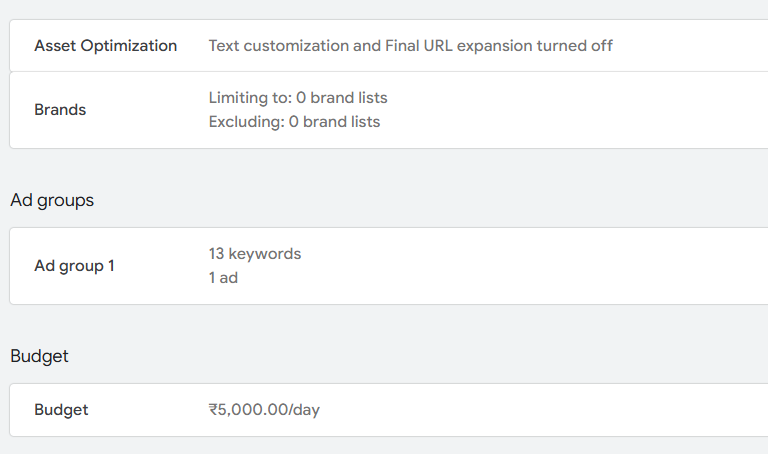 Asset Optimization Text customization and Final URL expansion turned off
Brands
Limiting to: 0 brand lists
Excluding: 0 brand lists
Ad groups
Ad group 1
13 keywords
1 ad
Budget
Budget ₹5,000.00/day